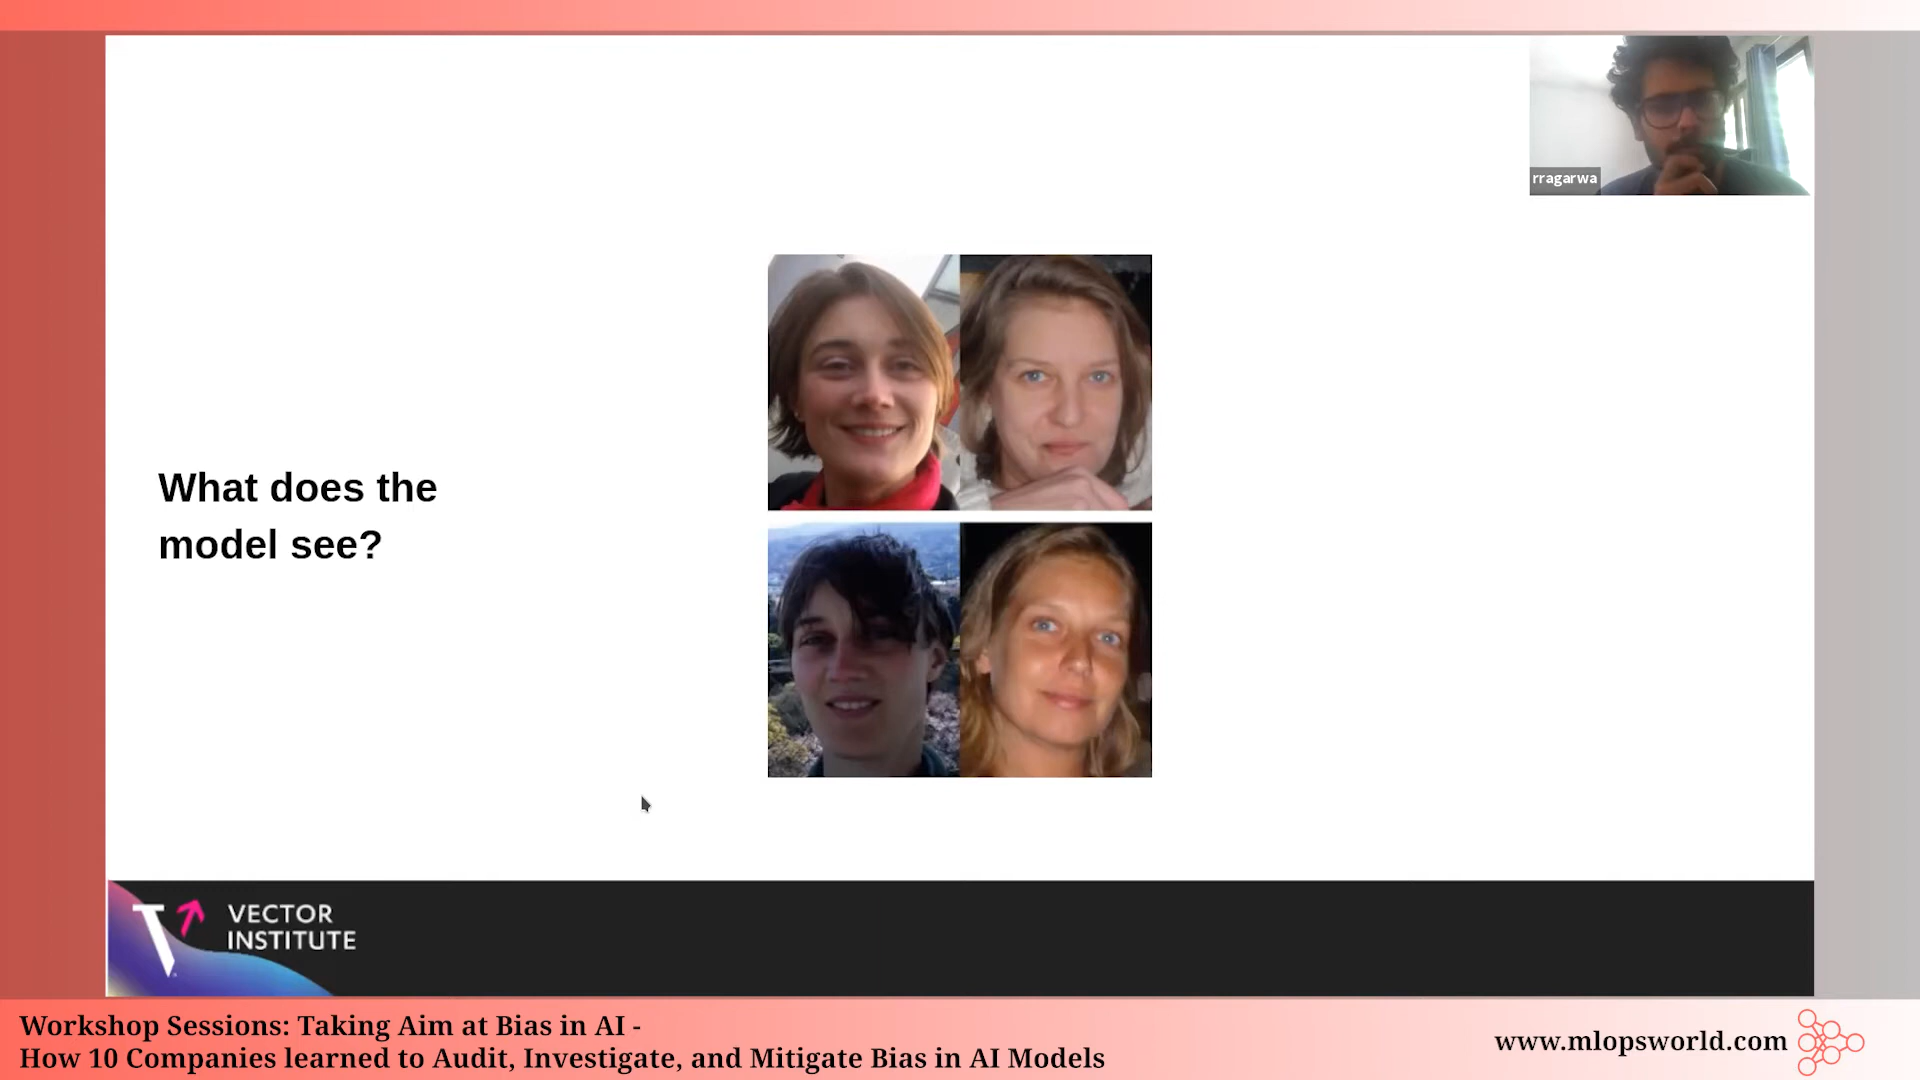 rragarwa
What does the
model see?
VECTOR
INSTITUTE
Workshop Sessions: Taking Aim at Bias in AI -
How 10 Companies learned to Audit, Investigate, and Mitigate Bias in AI Models
www.mlopsworld.com